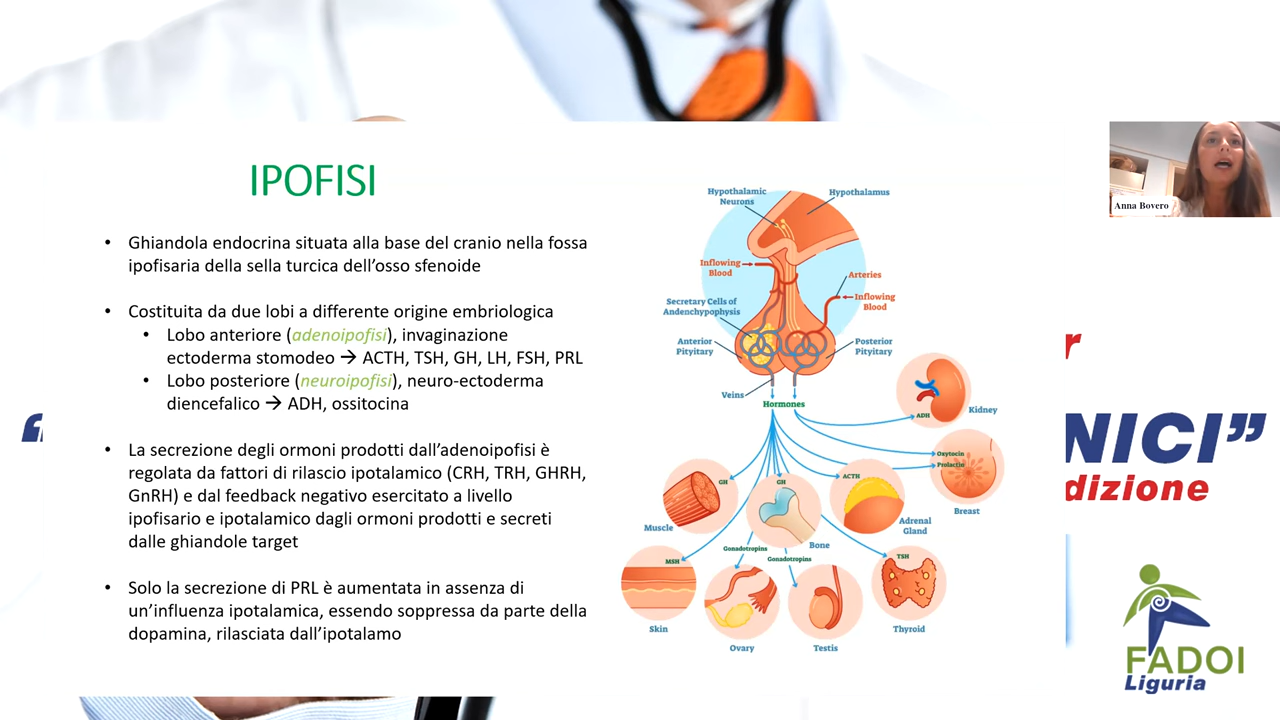 IPOFISI
• Ghiandola endocrina situata alla base del cranio nella fossa
ipofisaria della sella turcica dell’osso sfenoide
• Costituita da due lobi a differente origine embriologica
• Lobo anteriore (adenoipofisi), invaginazione
ectoderma stomodeo → ACTH, TSH, GH, LH, FSH, PRL
• Lobo posteriore (neuroipofisi), neuro-ectoderma
diencefalico → ADH, ossitocina
• La secrezione degli ormoni prodotti dall’adenoipofisi è
regolata da fattori di rilascio ipotalamico (CRH, TRH, GHRH,
GnRH) e dal feedback negativo esercitato a livello
ipofisario e ipotalamico dagli ormoni prodotti e secreti
dalle ghiandole target
• Solo la secrezione di PRL è aumentata in assenza di
un’influenza ipotalamica, essendo soppressa da parte della
dopamina, rilasciata dall’ipotalamo
Hypothalamic
Neurons
Hypothalamus
Inflowing
Blood
Arteries
Inflowing
Blood
Secretary Cells of
Andenchypophysis
Anterior
Pityitary
Posterior
Pityitary
Veins
Hormones
ADH
Kidney
Oxytocin
Prolactin
Breast
GH
Muscle
GH
Bone
ACTH
Adrenal
Gland
MSH
Skin
Gonadotropins
Ovary
Gonadotropins
Testis
TSH
Thyroid
Anna Bovero
“
r
NICI”
dizione
FADOI
Liguria